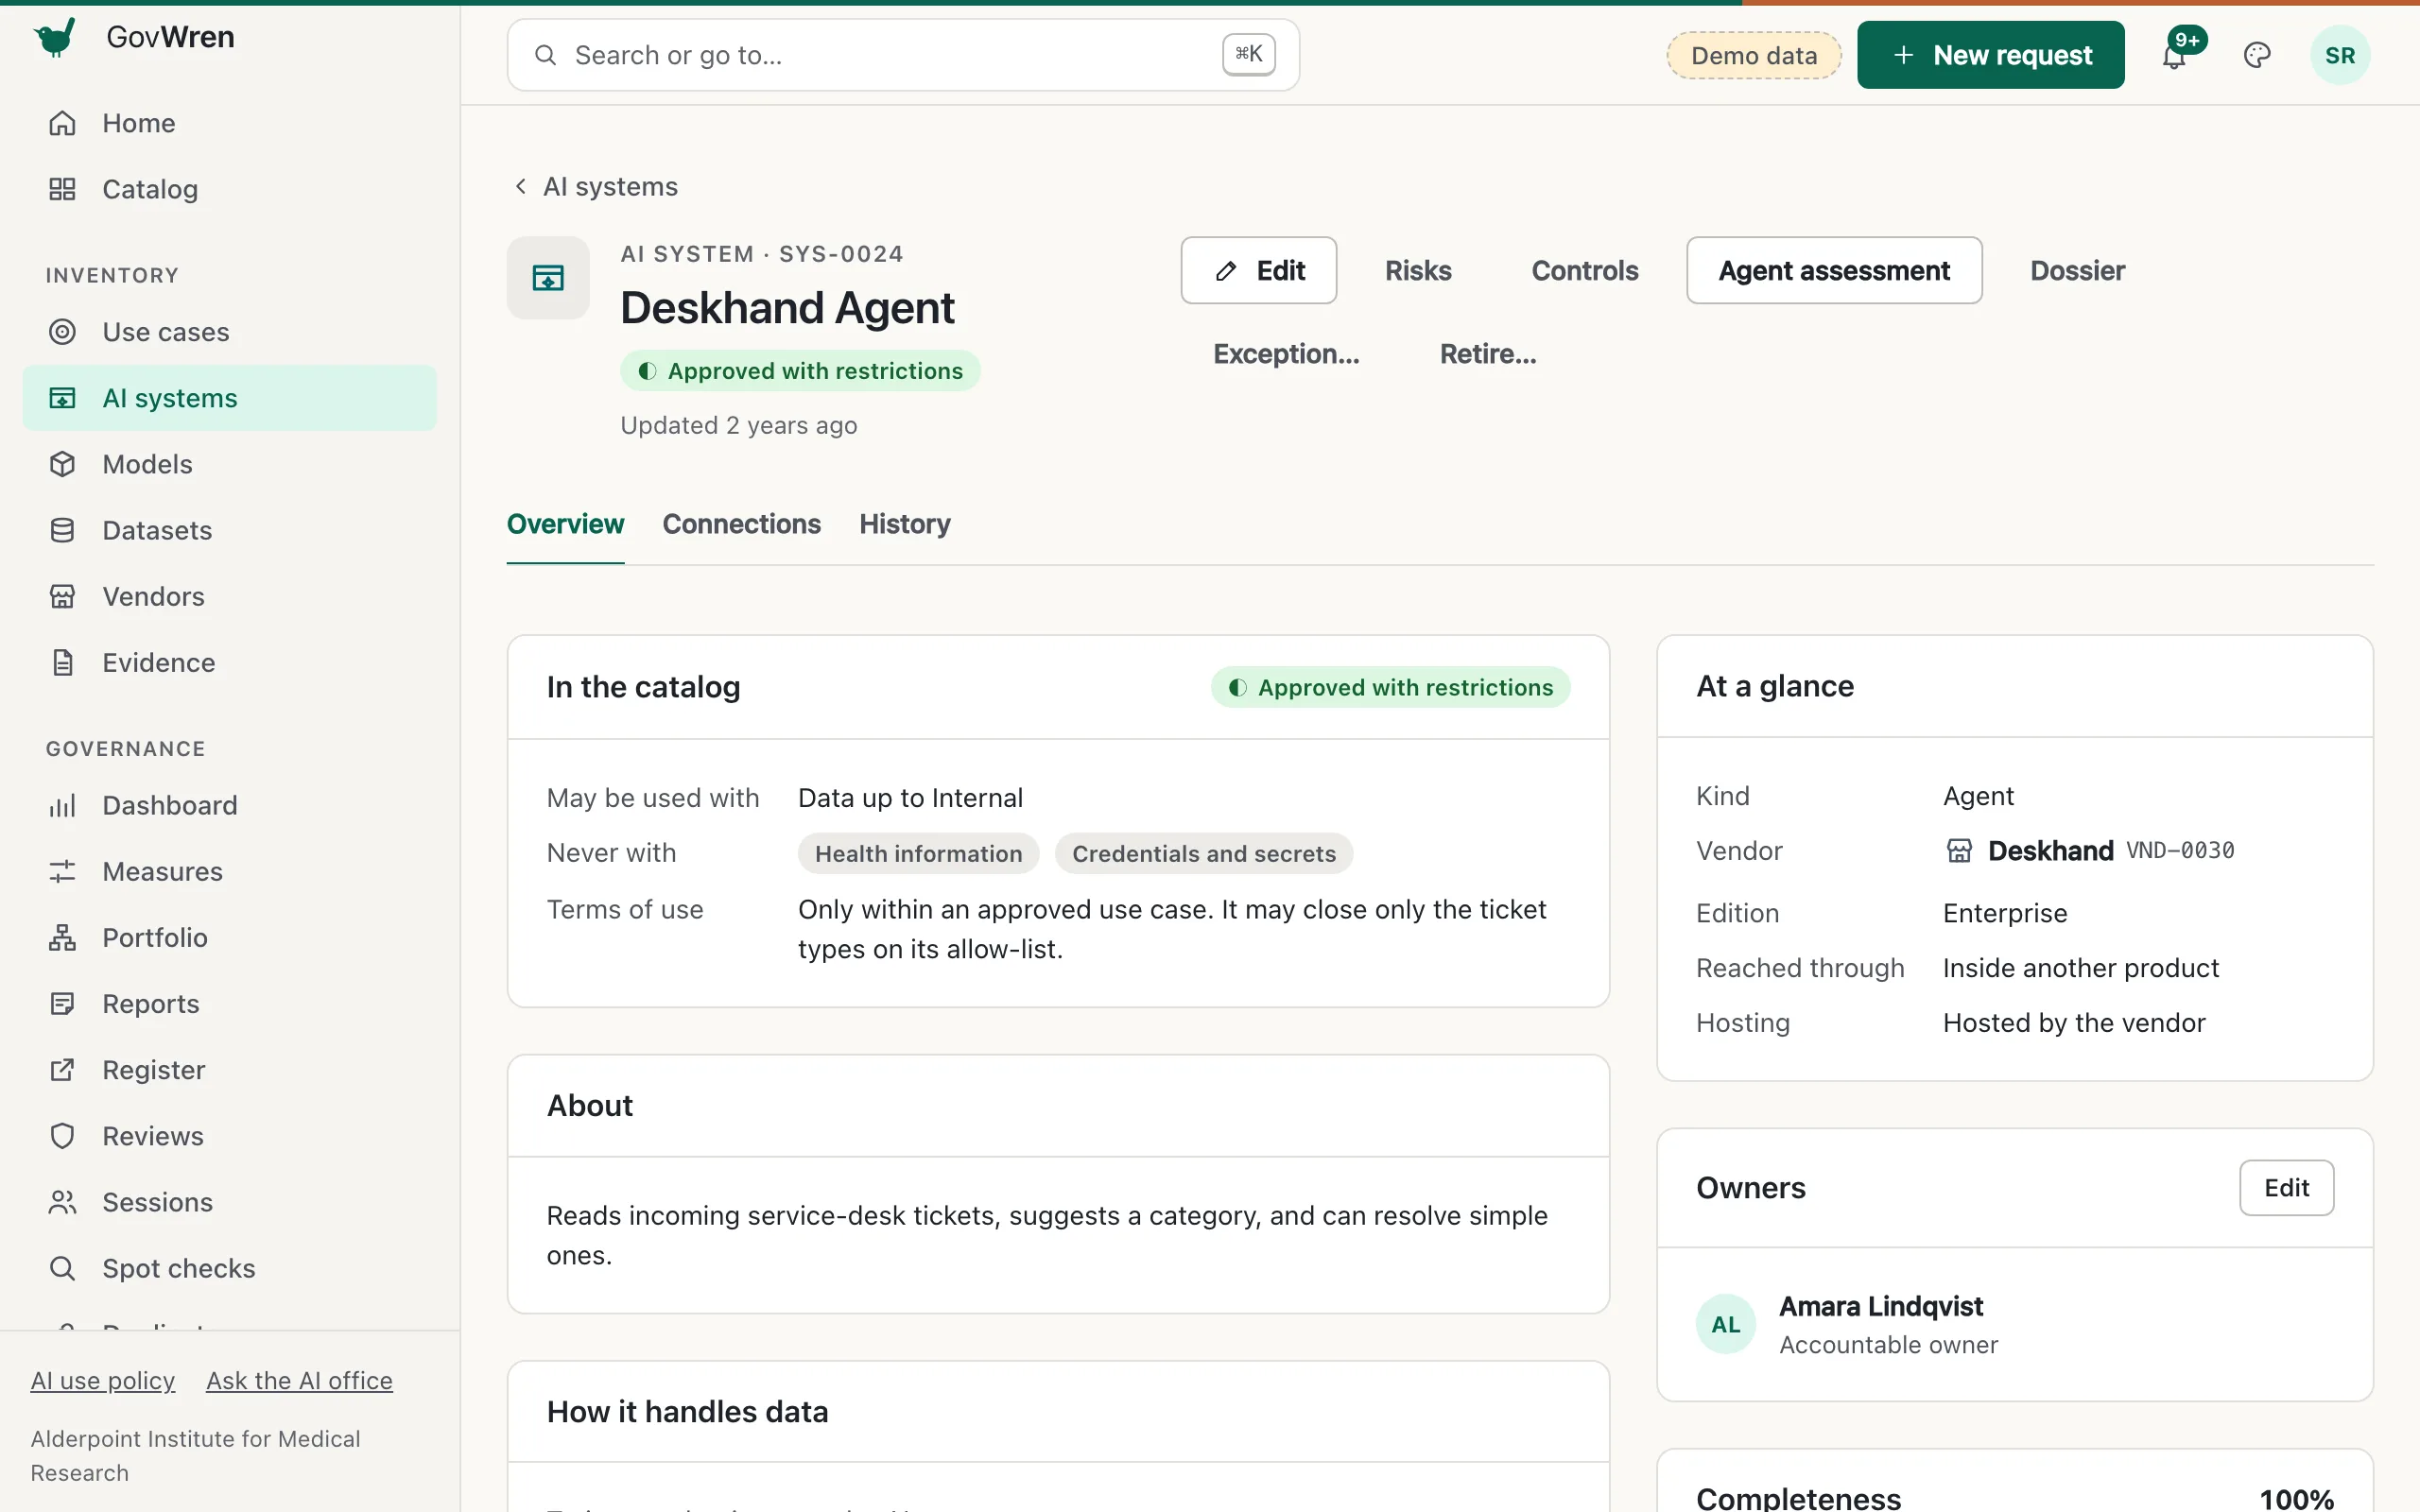 GovWren
Search or go to...
⌘K
Demo data
New request
9+
SR
Home
Catalog
INVENTORY
Use cases
AI systems
Models
Datasets
Vendors
Evidence
GOVERNANCE
Dashboard
Measures
Portfolio
Reports
Register
Reviews
Sessions
Spot checks
AI use policy
Ask the AI office
Alderpoint Institute for Medical
Research
AI systems
AI SYSTEM · SYS-0024
Deskhand Agent
Approved with restrictions
Updated 2 years ago
Edit
Risks
Controls
Agent assessment
Dossier
Exception...
Retire...
Overview
Connections
History
In the catalog
Approved with restrictions
May be used with
Data up to Internal
Never with
Health information
Credentials and secrets
Terms of use
Only within an approved use case. It may close only the ticket
types on its allow-list.
About
Reads incoming service-desk tickets, suggests a category, and can resolve simple
ones.
How it handles data
At a glance
Kind
Agent
Vendor
Deskhand VND-0030
Edition
Enterprise
Reached through
Inside another product
Hosting
Hosted by the vendor
Owners
Edit
AL
Amara Lindqvist
Accountable owner
Completeness
100%